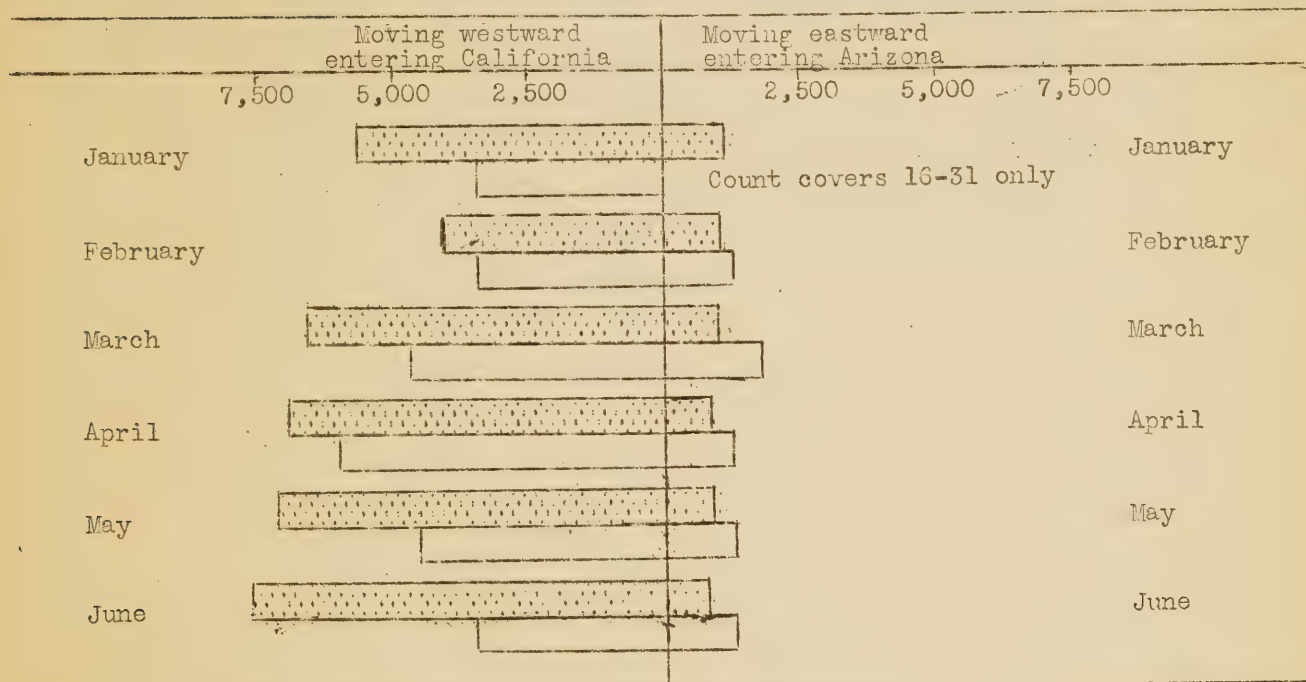 Moving westward
entering California
Moving eastward
entering Arizona
7,500 5,000 2,500 2,500 5,000 7,500
January January
Count covers 16-31 only
February February
March March
April April
May May
June June